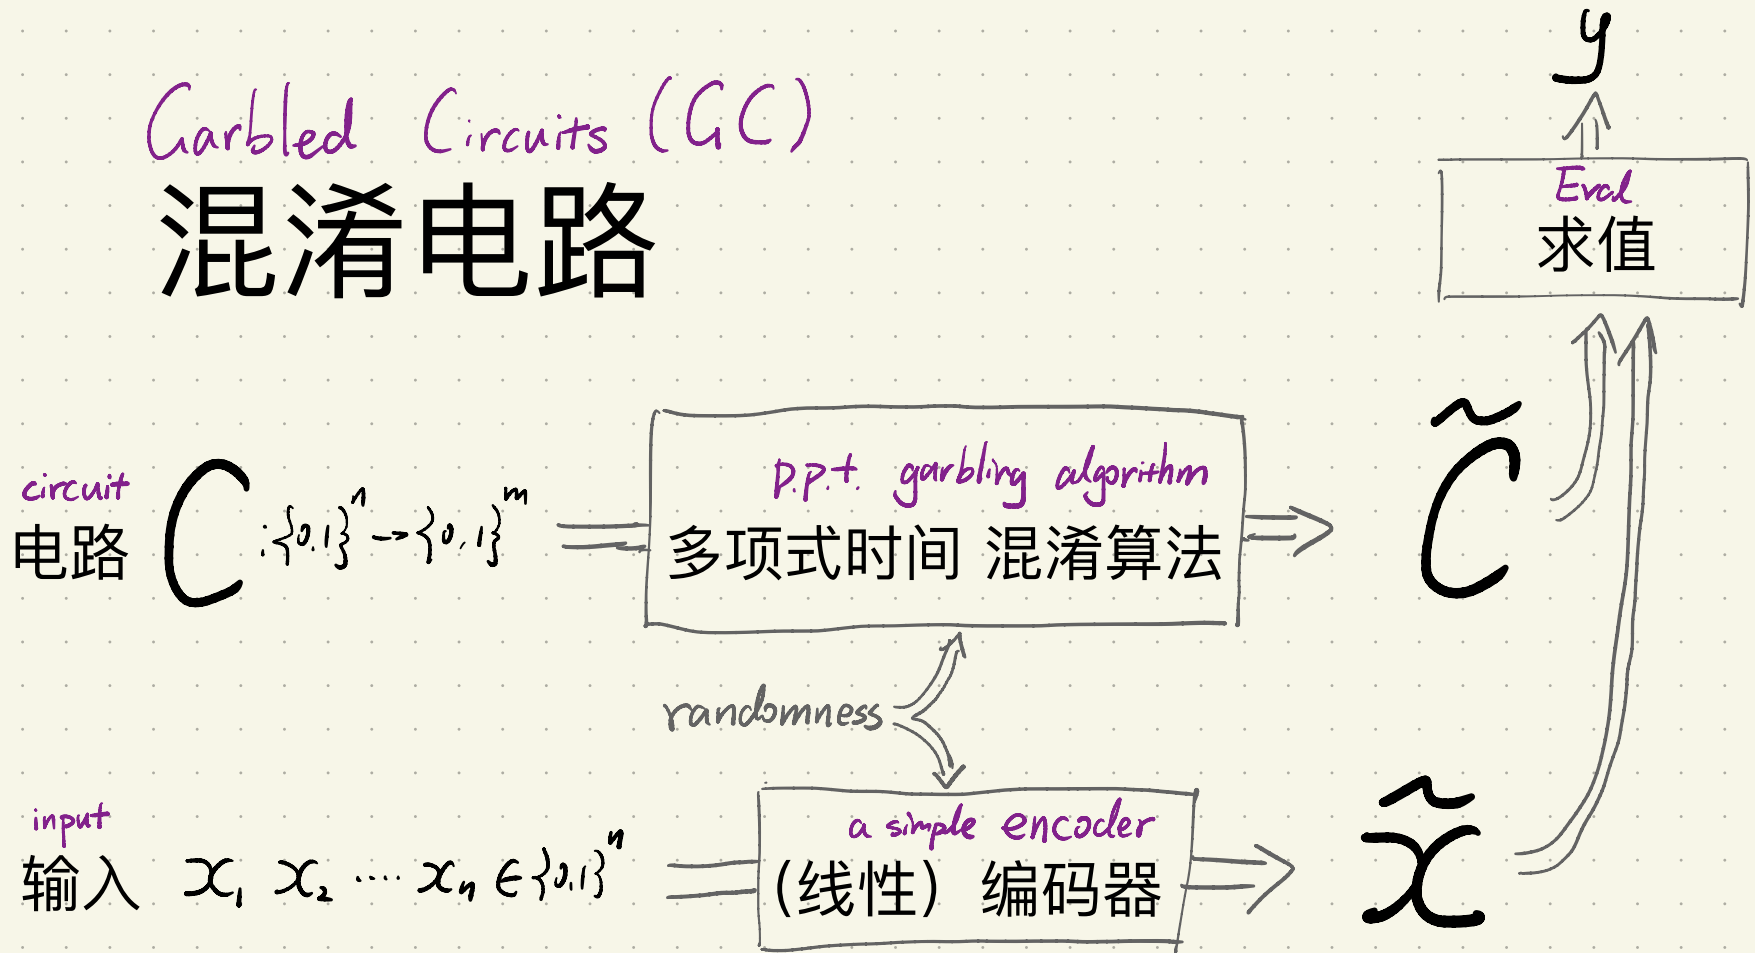 Garbled Circuits (GC)
混淆电路
y
Eval
求值
circuit
电路 C : {0,1}^n → {0,1}^m
p.p.t. garbling algorithm
多项式时间 混淆算法
C̃
randomness
input
输入 x₁ x₂ ···· xₙ ∈ {0,1}^n
a simple encoder
(线性) 编码器
x̃